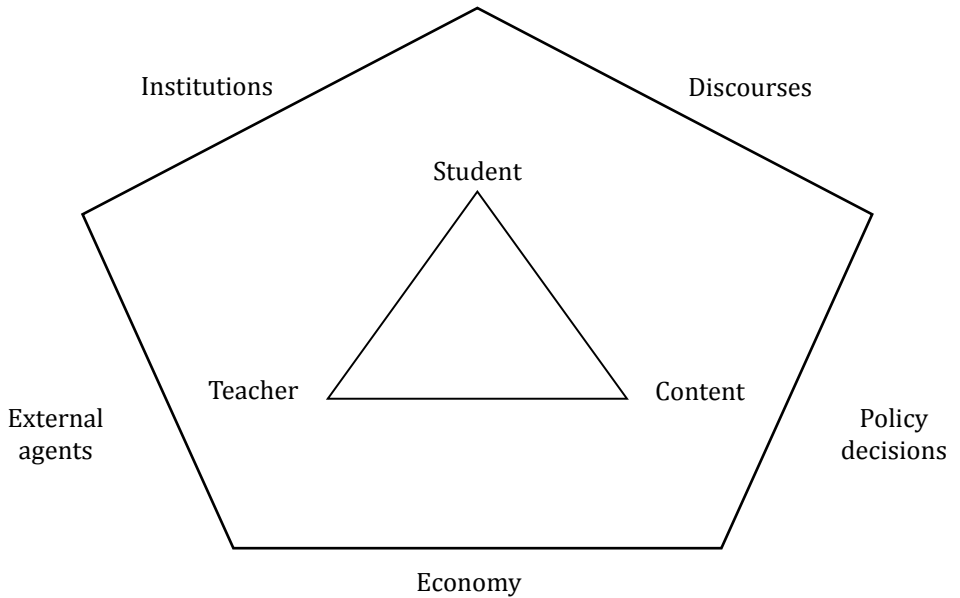 Institutions
Discourses
Student
Teacher
Content
External
agents
Policy
decisions
Economy